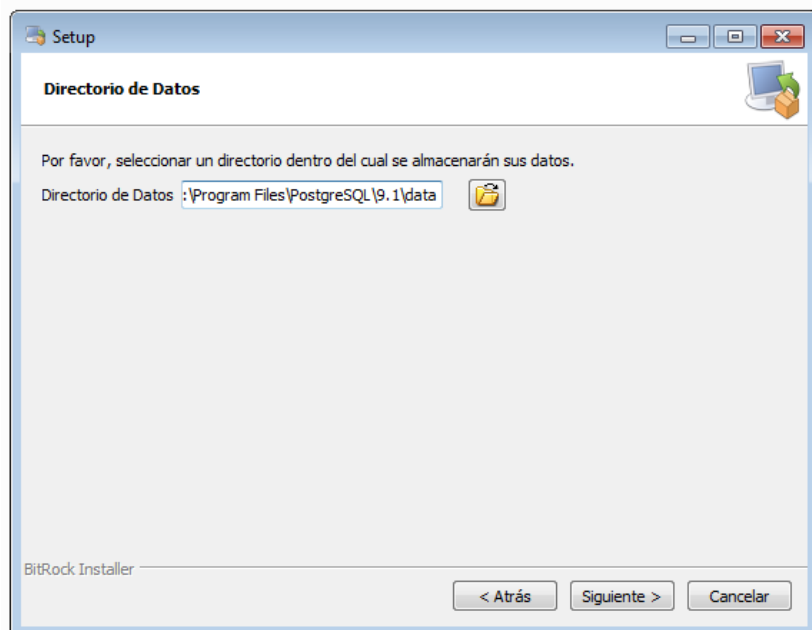 Setup
Directorio de Datos
Por favor, seleccionar un directorio dentro del cual se almacenarán sus datos.
Directorio de Datos :\Program Files\PostgreSQL\9.1\data
BitRock Installer
< Atrás Siguiente > Cancelar